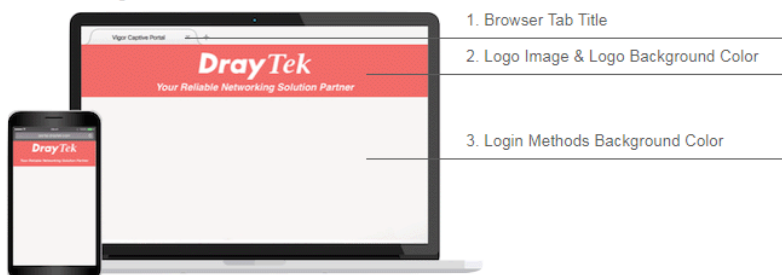 1. Browser Tab Title
Vigor Captive Portal
2. Logo Image & Logo Background Color
DrayTek
Your Reliable Networking Solution Partner
3. Login Methods Background Color
DrayTek
Your Reliable Networking Solution Partner